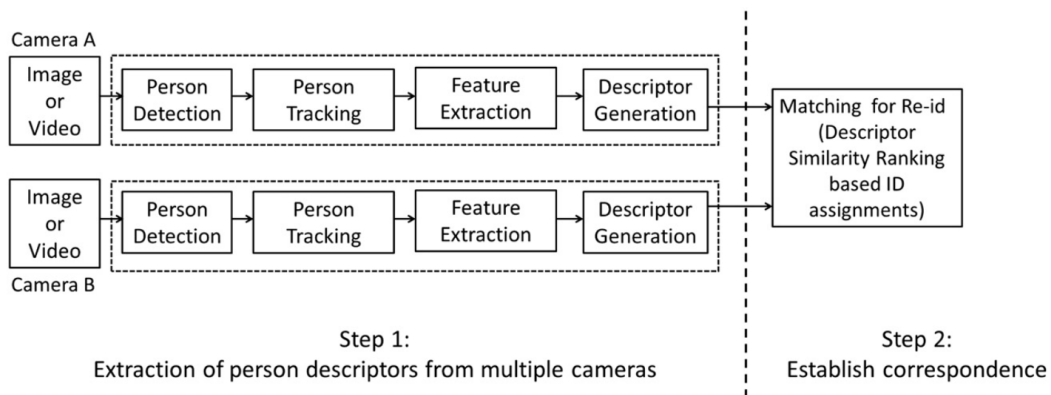 Camera A
Image
or
Video
Person
Detection
Person
Tracking
Feature
Extraction
Descriptor
Generation
Matching for Re-id
(Descriptor
Similarity Ranking
based ID
assignments)
Image
or
Video
Camera B
Person
Detection
Person
Tracking
Feature
Extraction
Descriptor
Generation
Step 1:
Extraction of person descriptors from multiple cameras
Step 2:
Establish correspondence